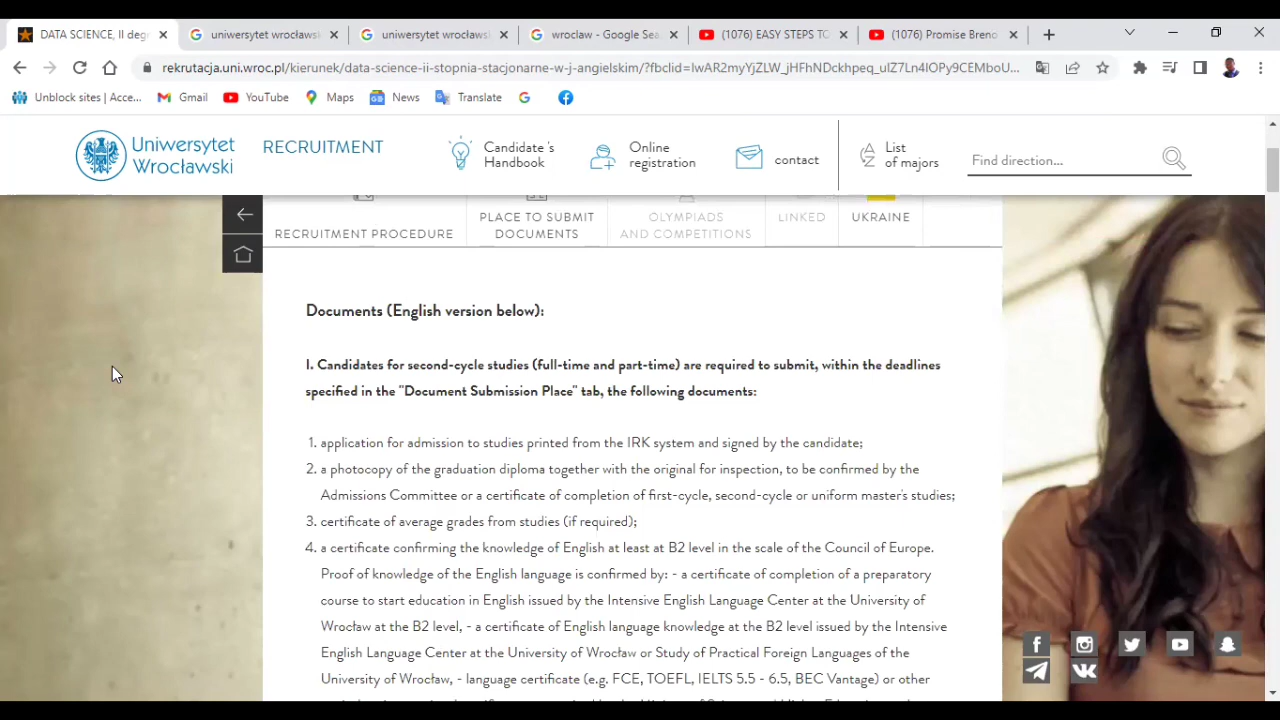 DATA SCIENCE, II deg
uniwersytet wrocławsk
uniwersytet wrocławsk
wroclaw - Google Sea
(1076) EASY STEPS TO
(1076) Promise Breno
rekrutacja.uni.wroc.pl/kierunek/data-science-ii-stopnia-stacjonarne-w-j-angielskim/?fbclid=
Unblock sites | Acce...
Gmail
YouTube
Maps
News
Translate
Uniwersytet
Wrocławski
RECRUITMENT
Candidate 's
Handbook
Online
registration
contact
List
of majors
Find direction...
RECRUITMENT PROCEDURE
PLACE TO SUBMIT
DOCUMENTS
OLYMPIADS
AND COMPETITIONS
LINKED
UKRAINE
Documents (English version below):
I. Candidates for second-cycle studies (full-time and part-time) are required to submit, within the deadlines
specified in the "Document Submission Place" tab, the following documents:
1. application for admission to studies printed from the IRK system and signed by the candidate;
2. a photocopy of the graduation diploma together with the original for inspection, to be confirmed by the
Admissions Committee or a certificate of completion of first-cycle, second-cycle or uniform master's studies;
3. certificate of average grades from studies (if required);
4. a certificate confirming the knowledge of English at least at B2 level in the scale of the Council of Europe.
Proof of knowledge of the English language is confirmed by: - a certificate of completion of a preparatory
course to start education in English issued by the Intensive English Language Center at the University of
Wrocław at the B2 level, - a certificate of English language knowledge at the B2 level issued by the Intensive
English Language Center at the University of Wrocław or Study of Practical Foreign Languages of the
University of Wrocław, - language certificate (e.g. FCE, TOEFL, IELTS 5.5 - 6.5, BEC Vantage) or other